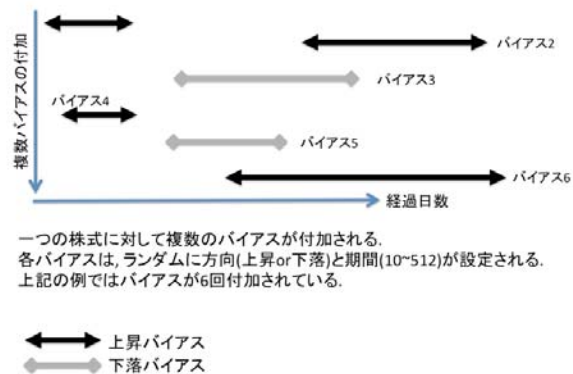 バイアス2
バイアス3
バイアス4
バイアス5
バイアス6
複数バイアスの付加
経過日数
一つの株式に対して複数のバイアスが付加される.
各バイアスは, ランダムに方向(上昇or下落)と期間(10~512)が設定される.
上記の例ではバイアスが6回付加されている.
上昇バイアス
下落バイアス